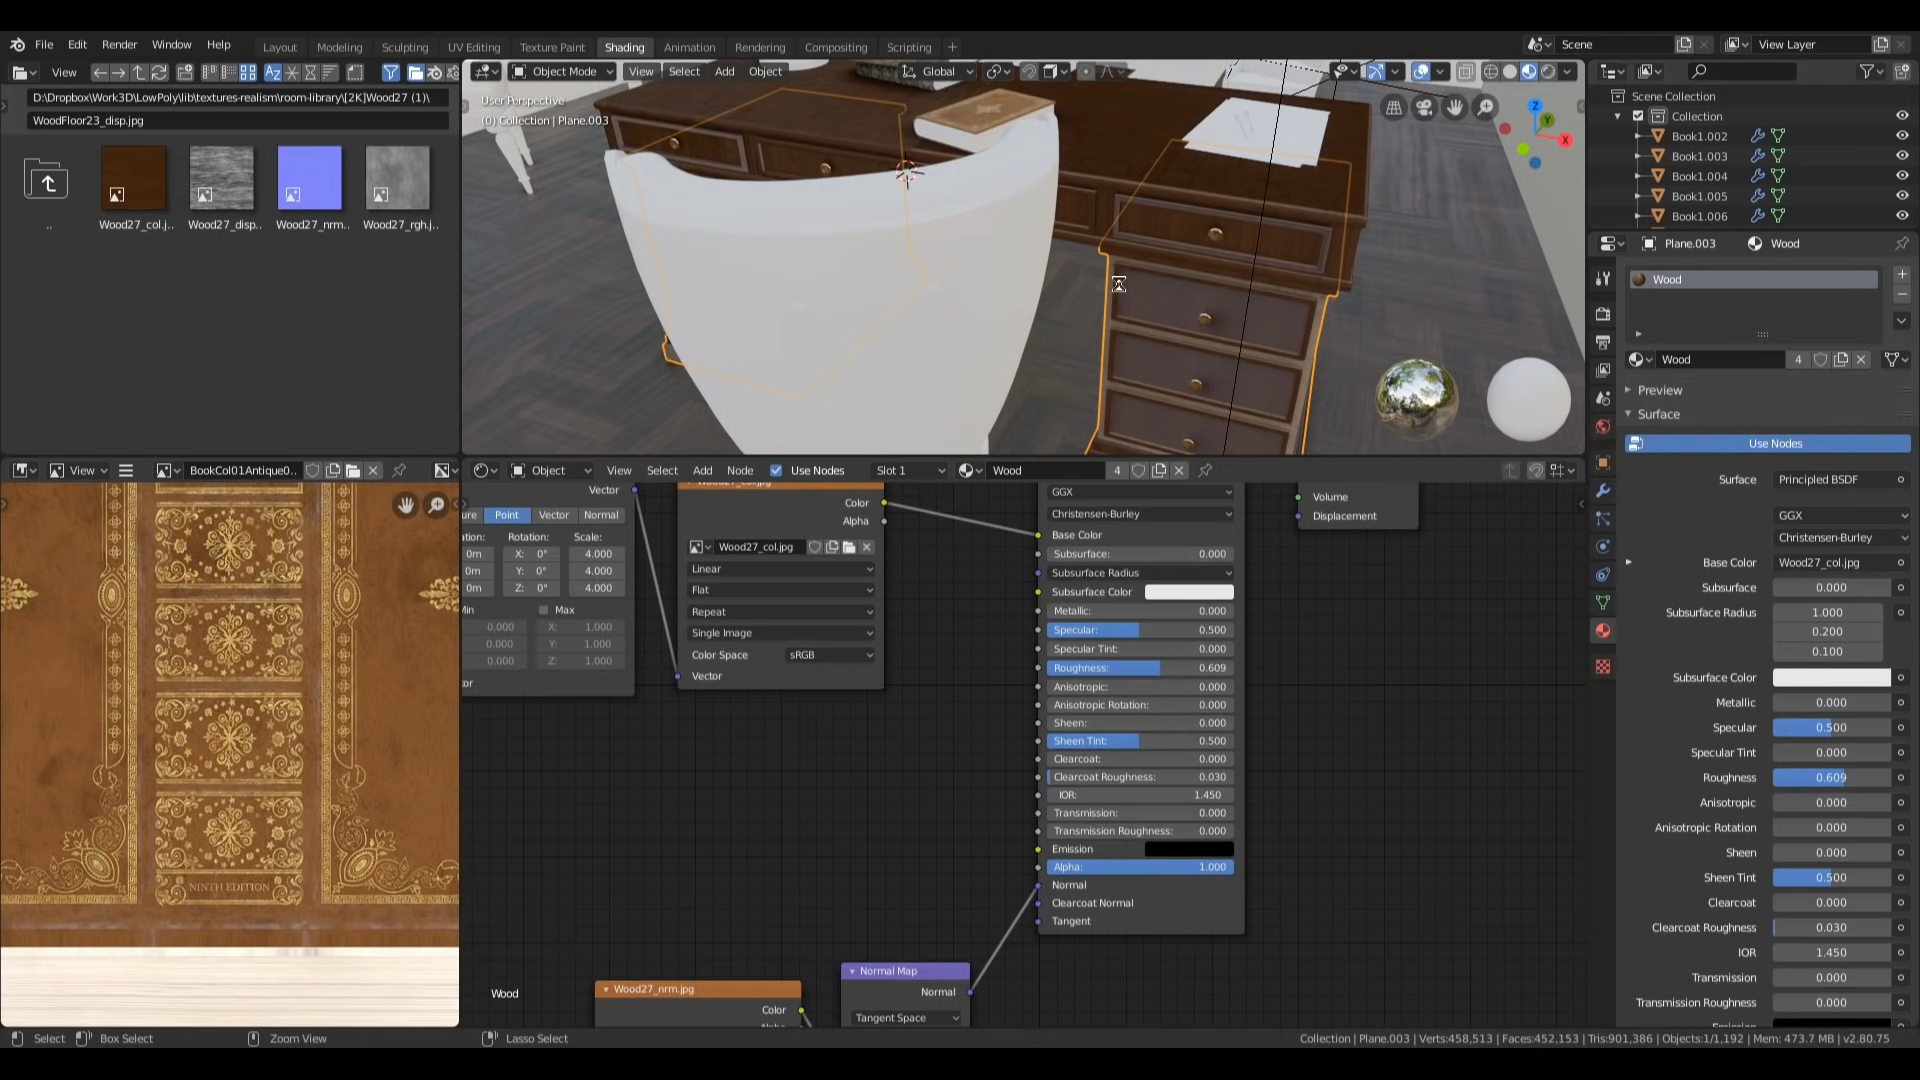 File Edit Render Window Help
Layout Modeling Sculpting UV Editing Texture Paint Shading Animation Rendering Compositing Scripting +
Scene
View Layer
View
D:\Dropbox\Work3D\LowPoly\lib\textures-realism\room-library\[2K]Wood27 (1)\
WoodFloor23_disp.jpg
..
Wood27_col.j..
Wood27_disp..
Wood27_nrm..
Wood27_rgh.j..
Object Mode View Select Add Object Global
User Perspective
(0) Collection | Plane.003
Z
Y
X
Scene Collection
Collection
Book1.002
Book1.003
Book1.004
Book1.005
Book1.006
Plane.003 Wood
Wood
Wood 4
Preview
Surface
Use Nodes
Surface Principled BSDF
GGX
Christensen-Burley
Base Color Wood27_col.jpg
Subsurface 0.000
Subsurface Radius 1.000
0.200
0.100
Subsurface Color
Metallic 0.000
Specular 0.500
Specular Tint 0.000
Roughness 0.609
Anisotropic 0.000
Anisotropic Rotation 0.000
Sheen 0.000
Sheen Tint 0.500
Clearcoat 0.000
Clearcoat Roughness 0.030
IOR 1.450
Transmission 0.000
Transmission Roughness 0.000
Emission
View BookCol01Antique0..
NINTH EDITION
Object View Select Add Node Use Nodes Slot 1 Wood 4
Vector
ure Point Vector Normal
ation: Rotation: Scale:
0m X: 0° 4.000
0m Y: 0° 4.000
0m Z: 0° 4.000
Min Max
0.000 X: 1.000
0.000 Y: 1.000
0.000 Z: 1.000
or
Wood27_col.jpg
Color
Alpha
Wood27_col.jpg
Linear
Flat
Repeat
Single Image
Color Space sRGB
Vector
GGX
Christensen-Burley
Base Color
Subsurface: 0.000
Subsurface Radius
Subsurface Color
Metallic: 0.000
Specular: 0.500
Specular Tint: 0.000
Roughness: 0.609
Anisotropic: 0.000
Anisotropic Rotation: 0.000
Sheen: 0.000
Sheen Tint: 0.500
Clearcoat: 0.000
Clearcoat Roughness: 0.030
IOR: 1.450
Transmission: 0.000
Transmission Roughness: 0.000
Emission
Alpha: 1.000
Normal
Clearcoat Normal
Tangent
Volume
Displacement
Wood
Wood27_nrm.jpg
Color
Alpha
Normal Map
Normal
Tangent Space
Select Box Select Zoom View Lasso Select
Collection | Plane.003 | Verts:458,513 | Faces:452,153 | Tris:901,386 | Objects:1/1,192 | Mem: 473.7 MB | v2.80.75